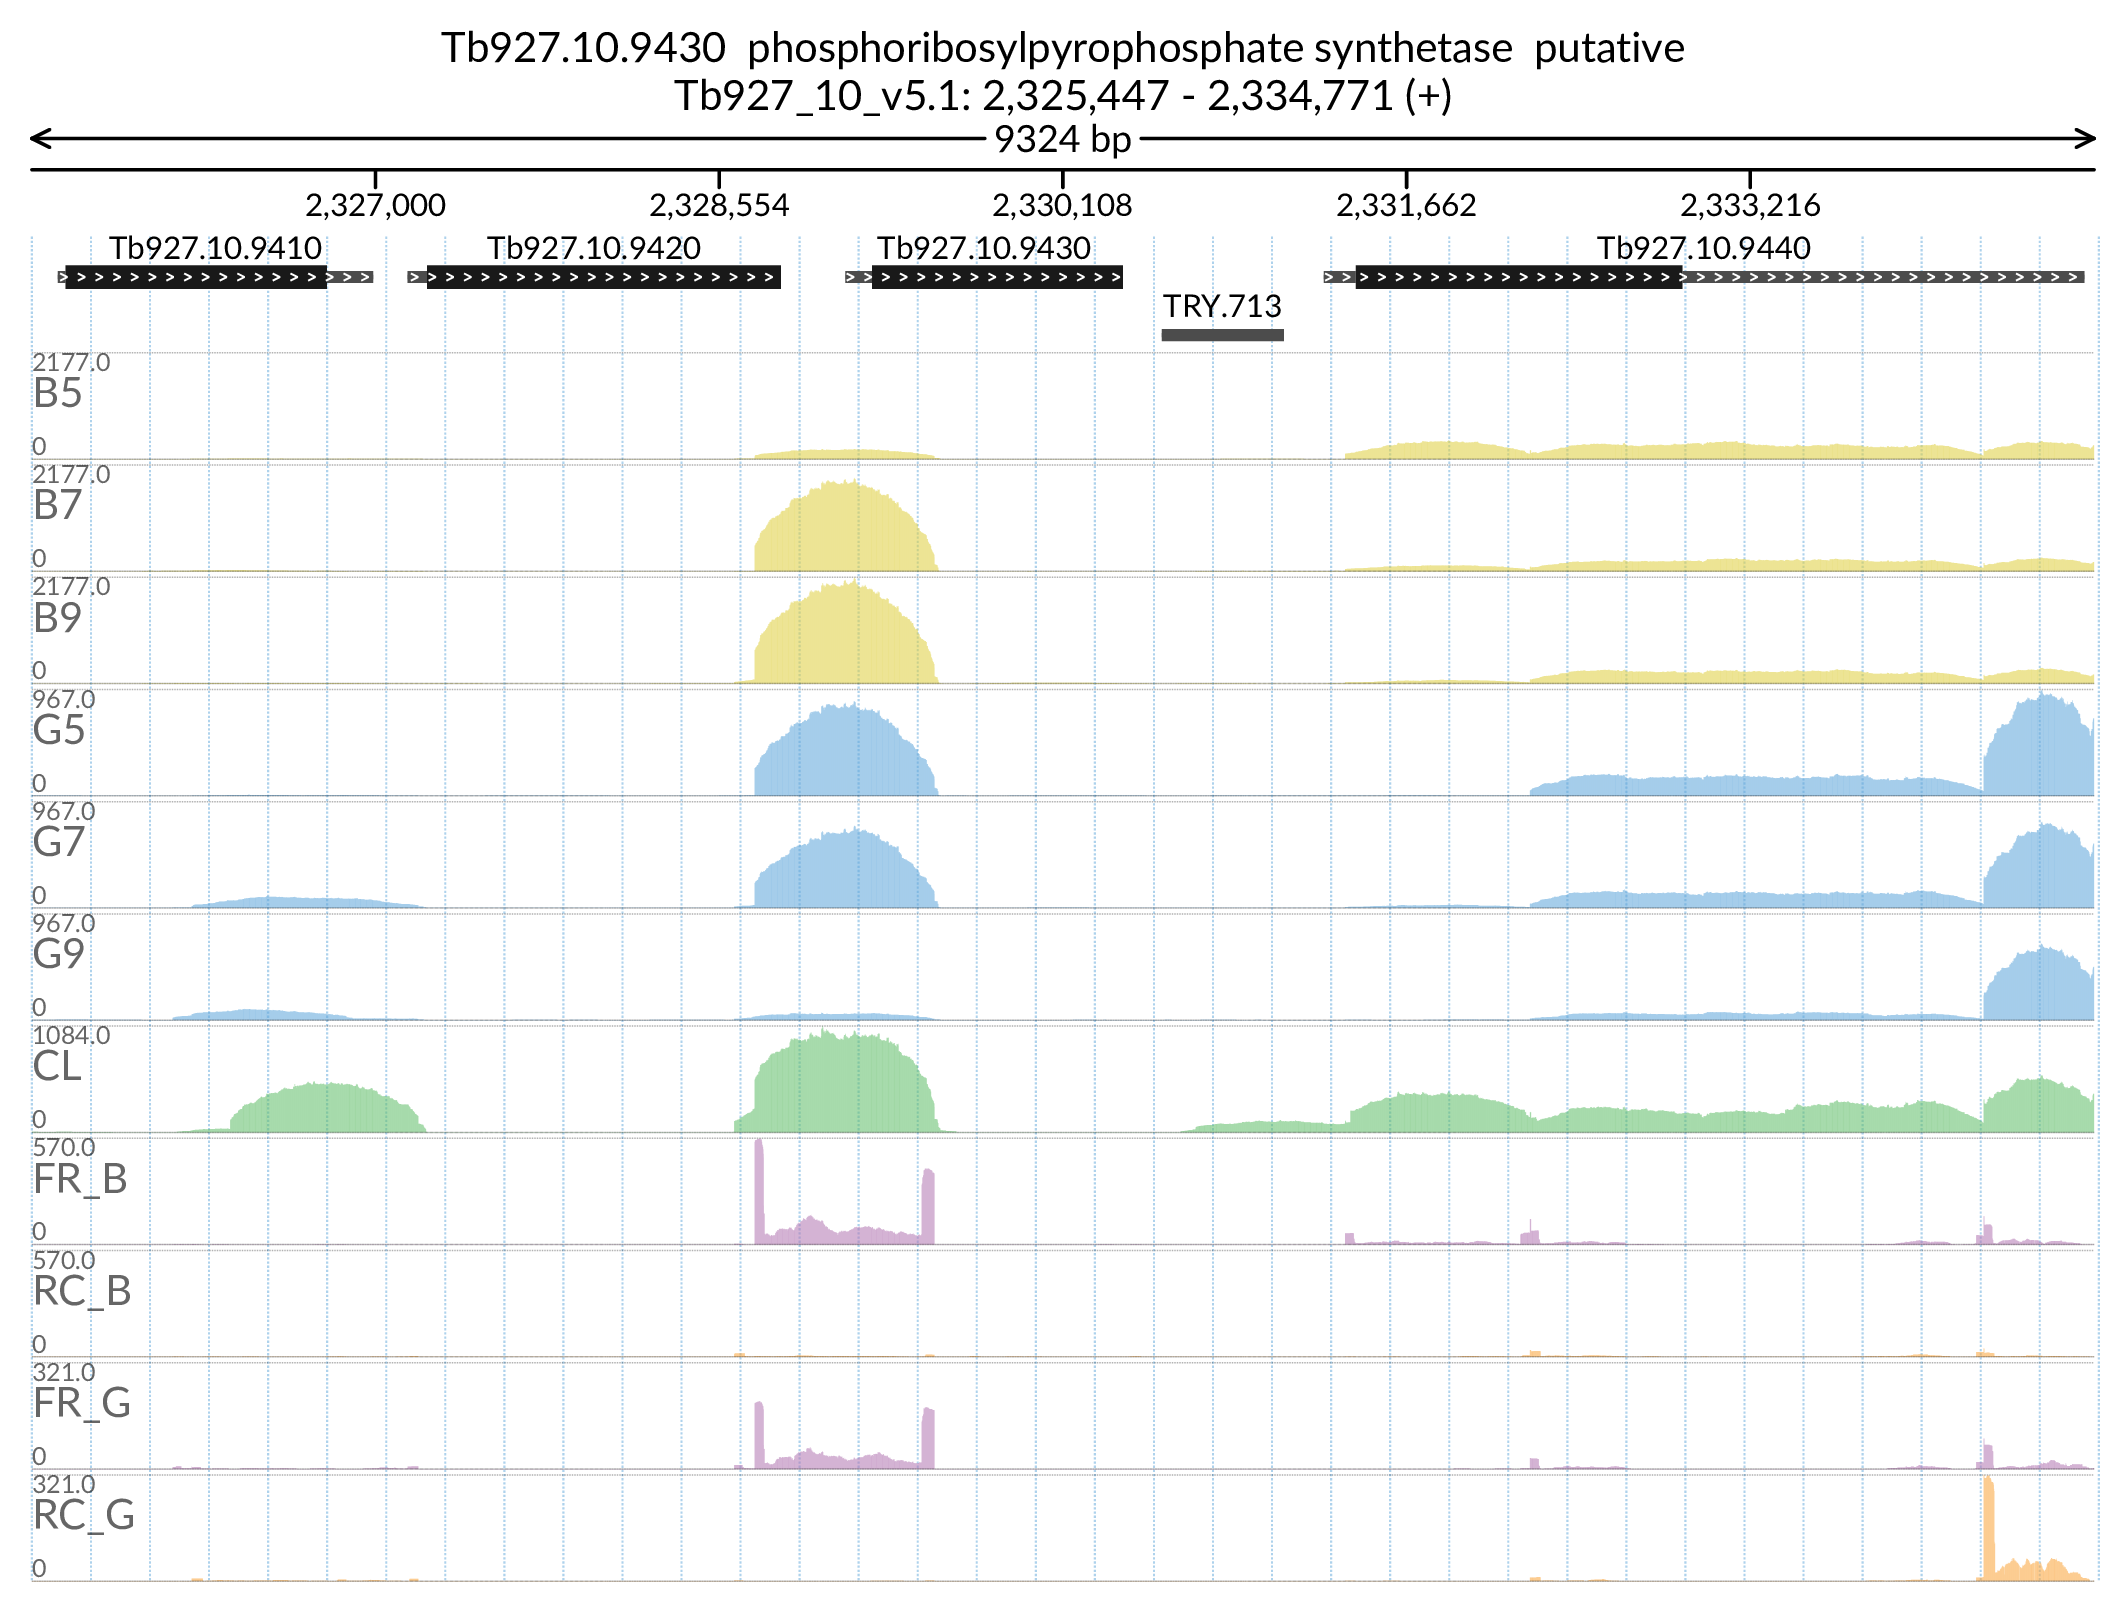 Tb927.10.9430 phosphoribosylpyrophosphate synthetase putative
Tb927_10_v5.1: 2,325,447 - 2,334,771 (+)
9324 bp
2,327,000 2,328,554 2,330,108 2,331,662 2,333,216
Tb927.10.9410 Tb927.10.9420 Tb927.10.9430 Tb927.10.9440
TRY.713
2177.0
B5
0
2177.0
B7
0
2177.0
B9
0
967.0
G5
0
967.0
G7
0
967.0
G9
0
1084.0
CL
0
570.0
FR_B
0
570.0
RC_B
0
321.0
FR_G
0
321.0
RC_G
0